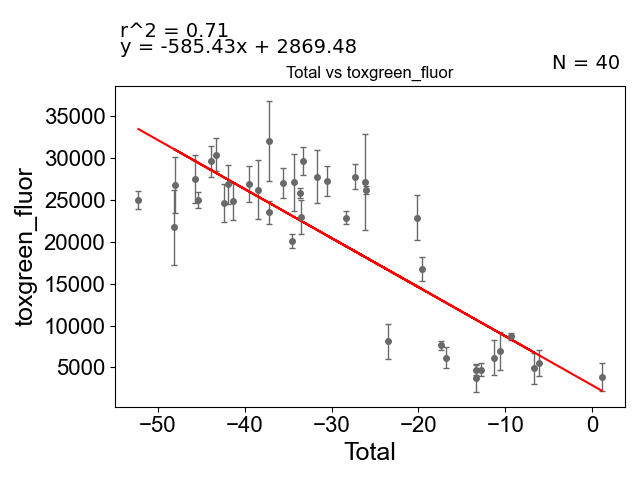 r^2 = 0.71
y = -585.43x + 2869.48
N = 40
Total vs toxgreen_fluor
35000
30000
25000
20000
15000
10000
5000
toxgreen_fluor
−50
−40
−30
−20
−10
0
Total